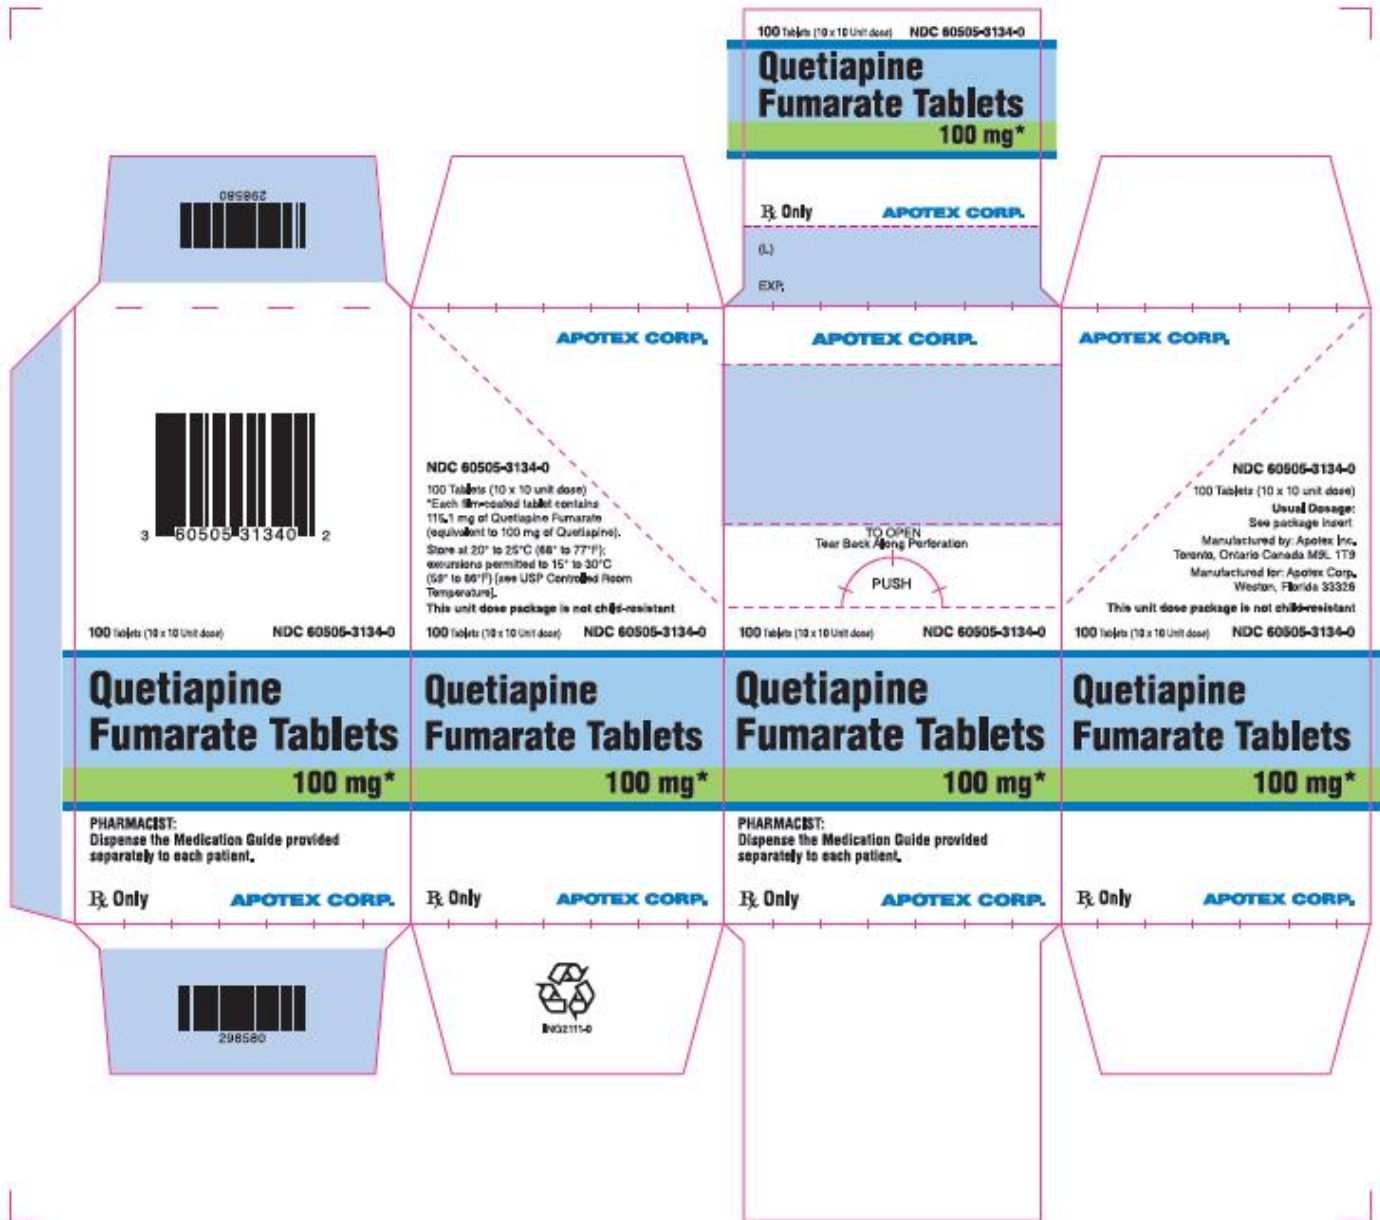 100 Tablets (10 x 10 Unit dose) NDC 60505-3134-0
Quetiapine
Fumarate Tablets
100 mg*
℞ Only APOTEX CORP.
(L)
EXP.
298580
3 60505 31340 2
100 Tablets (10 x 10 Unit dose) NDC 60505-3134-0
Quetiapine
Fumarate Tablets
100 mg*
PHARMACIST:
Dispense the Medication Guide provided
separately to each patient.
℞ Only APOTEX CORP.
298580
APOTEX CORP.
NDC 60505-3134-0
100 Tablets (10 x 10 unit dose)
*Each film-coated tablet contains
115.1 mg of Quetiapine Fumarate
(equivalent to 100 mg of Quetiapine).
Store at 20° to 25°C (68° to 77°F);
excursions permitted to 15° to 30°C
(59° to 86°F) [see USP Controlled Room
Temperature].
This unit dose package is not child-resistant
100 Tablets (10 x 10 Unit dose) NDC 60505-3134-0
Quetiapine
Fumarate Tablets
100 mg*
℞ Only APOTEX CORP.
ING2111-0
APOTEX CORP.
TO OPEN
Tear Back Along Perforation
PUSH
100 Tablets (10 x 10 Unit dose) NDC 60505-3134-0
Quetiapine
Fumarate Tablets
100 mg*
PHARMACIST:
Dispense the Medication Guide provided
separately to each patient.
℞ Only APOTEX CORP.
APOTEX CORP.
NDC 60505-3134-0
100 Tablets (10 x 10 unit dose)
Usual Dosage:
See package insert
Manufactured by: Apotex Inc.
Toronto, Ontario Canada M9L 1T9
Manufactured for: Apotex Corp.
Weston, Florida 33326
This unit dose package is not child-resistant
100 Tablets (10 x 10 Unit dose) NDC 60505-3134-0
Quetiapine
Fumarate Tablets
100 mg*
℞ Only APOTEX CORP.